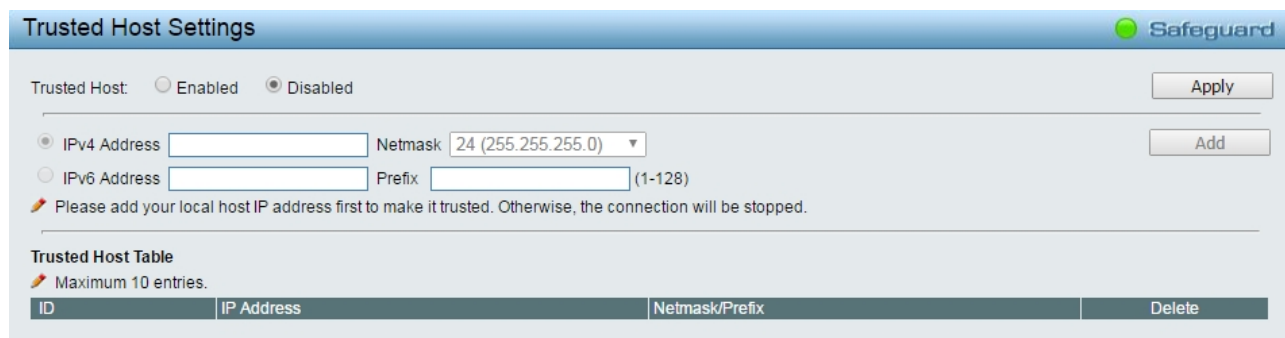 Trusted Host Settings Safeguard
Trusted Host: Enabled Disabled Apply
IPv4 Address Netmask 24 (255.255.255.0) Add
IPv6 Address Prefix (1-128)
Please add your local host IP address first to make it trusted. Otherwise, the connection will be stopped.
Trusted Host Table
Maximum 10 entries.
ID IP Address Netmask/Prefix Delete